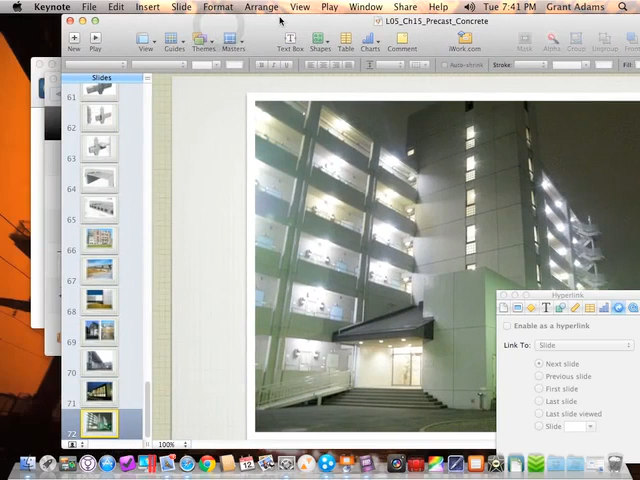 Keynote File Edit Insert Slide Format Arrange View Play Window Share Help Tue 7:41 PM Grant Adams
L05_Ch15_Precast_Concrete
New Play View Guides Themes Masters Text Box Shapes Table Charts Comment iWork.com Mask Alpha Group Ungroup
B I U Auto-shrink Stroke: Fill:
Slides
61
62
63
64
65
66
67
68
69
70
71
72
100%
Hyperlink
Enable as a hyperlink
Link To: Slide
Next slide
Previous slide
First slide
Last slide
Last slide viewed
Slide
12